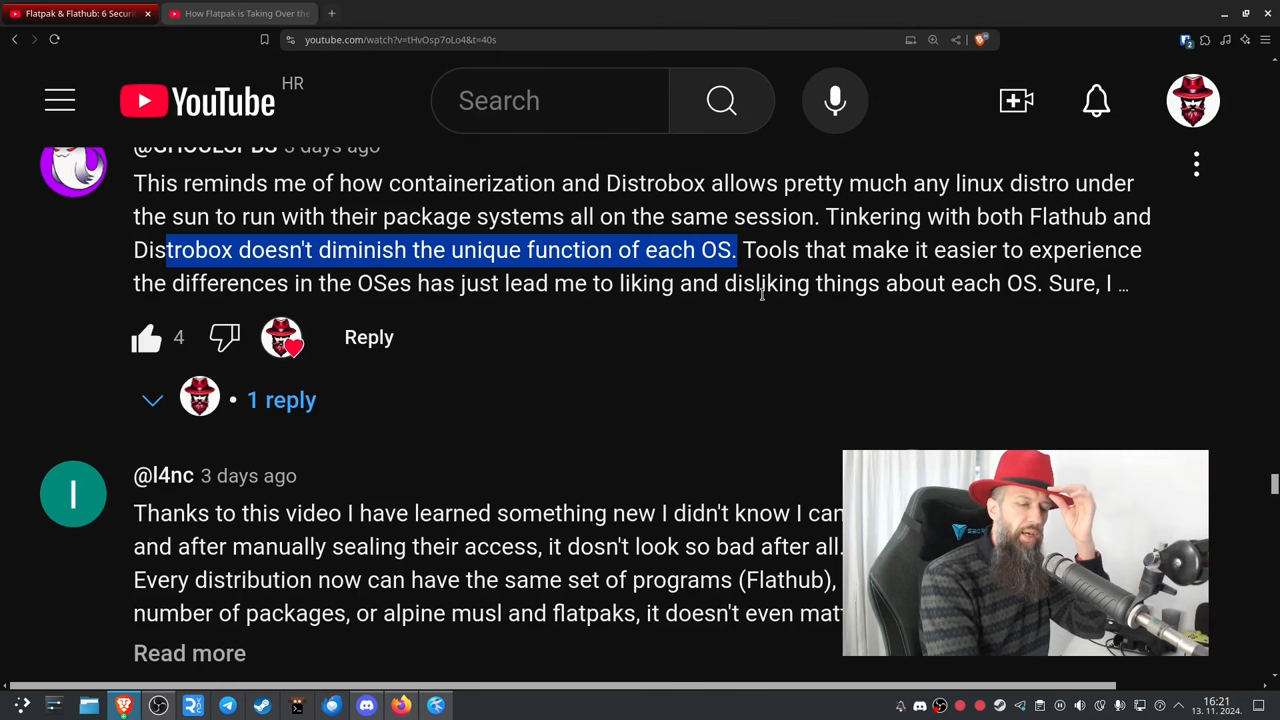 Flatpak & Flathub: 6 Securi
How Flatpak is Taking Over the
youtube.com/watch?v=tHvOsp7oLo4&t=40s
2
YouTube
HR
Search
3 days ago
This reminds me of how containerization and Distrobox allows pretty much any linux distro under
the sun to run with their package systems all on the same session. Tinkering with both Flathub and
Distrobox doesn't diminish the unique function of each OS. Tools that make it easier to experience
the differences in the OSes has just lead me to liking and disliking things about each OS. Sure, I ...
4
Reply
• 1 reply
I
@l4nc 3 days ago
Thanks to this video I have learned something new I didn't know I can
and after manually sealing their access, it dosn't look so bad after all.
Every distribution now can have the same set of programs (Flathub),
number of packages, or alpine musl and flatpaks, it doesn't even mat
Read more
16:21
13. 11. 2024.